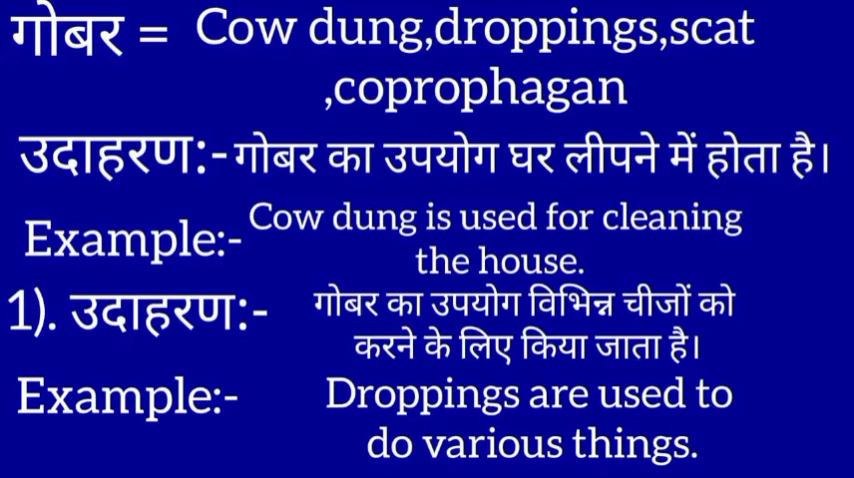 गोबर = Cow dung,droppings,scat
,coprophagan
उदाहरण:-गोबर का उपयोग घर लीपने में होता है।
Example:- Cow dung is used for cleaning
the house.
1). उदाहरण:- गोबर का उपयोग विभिन्न चीजों को
करने के लिए किया जाता है।
Example:- Droppings are used to
do various things.